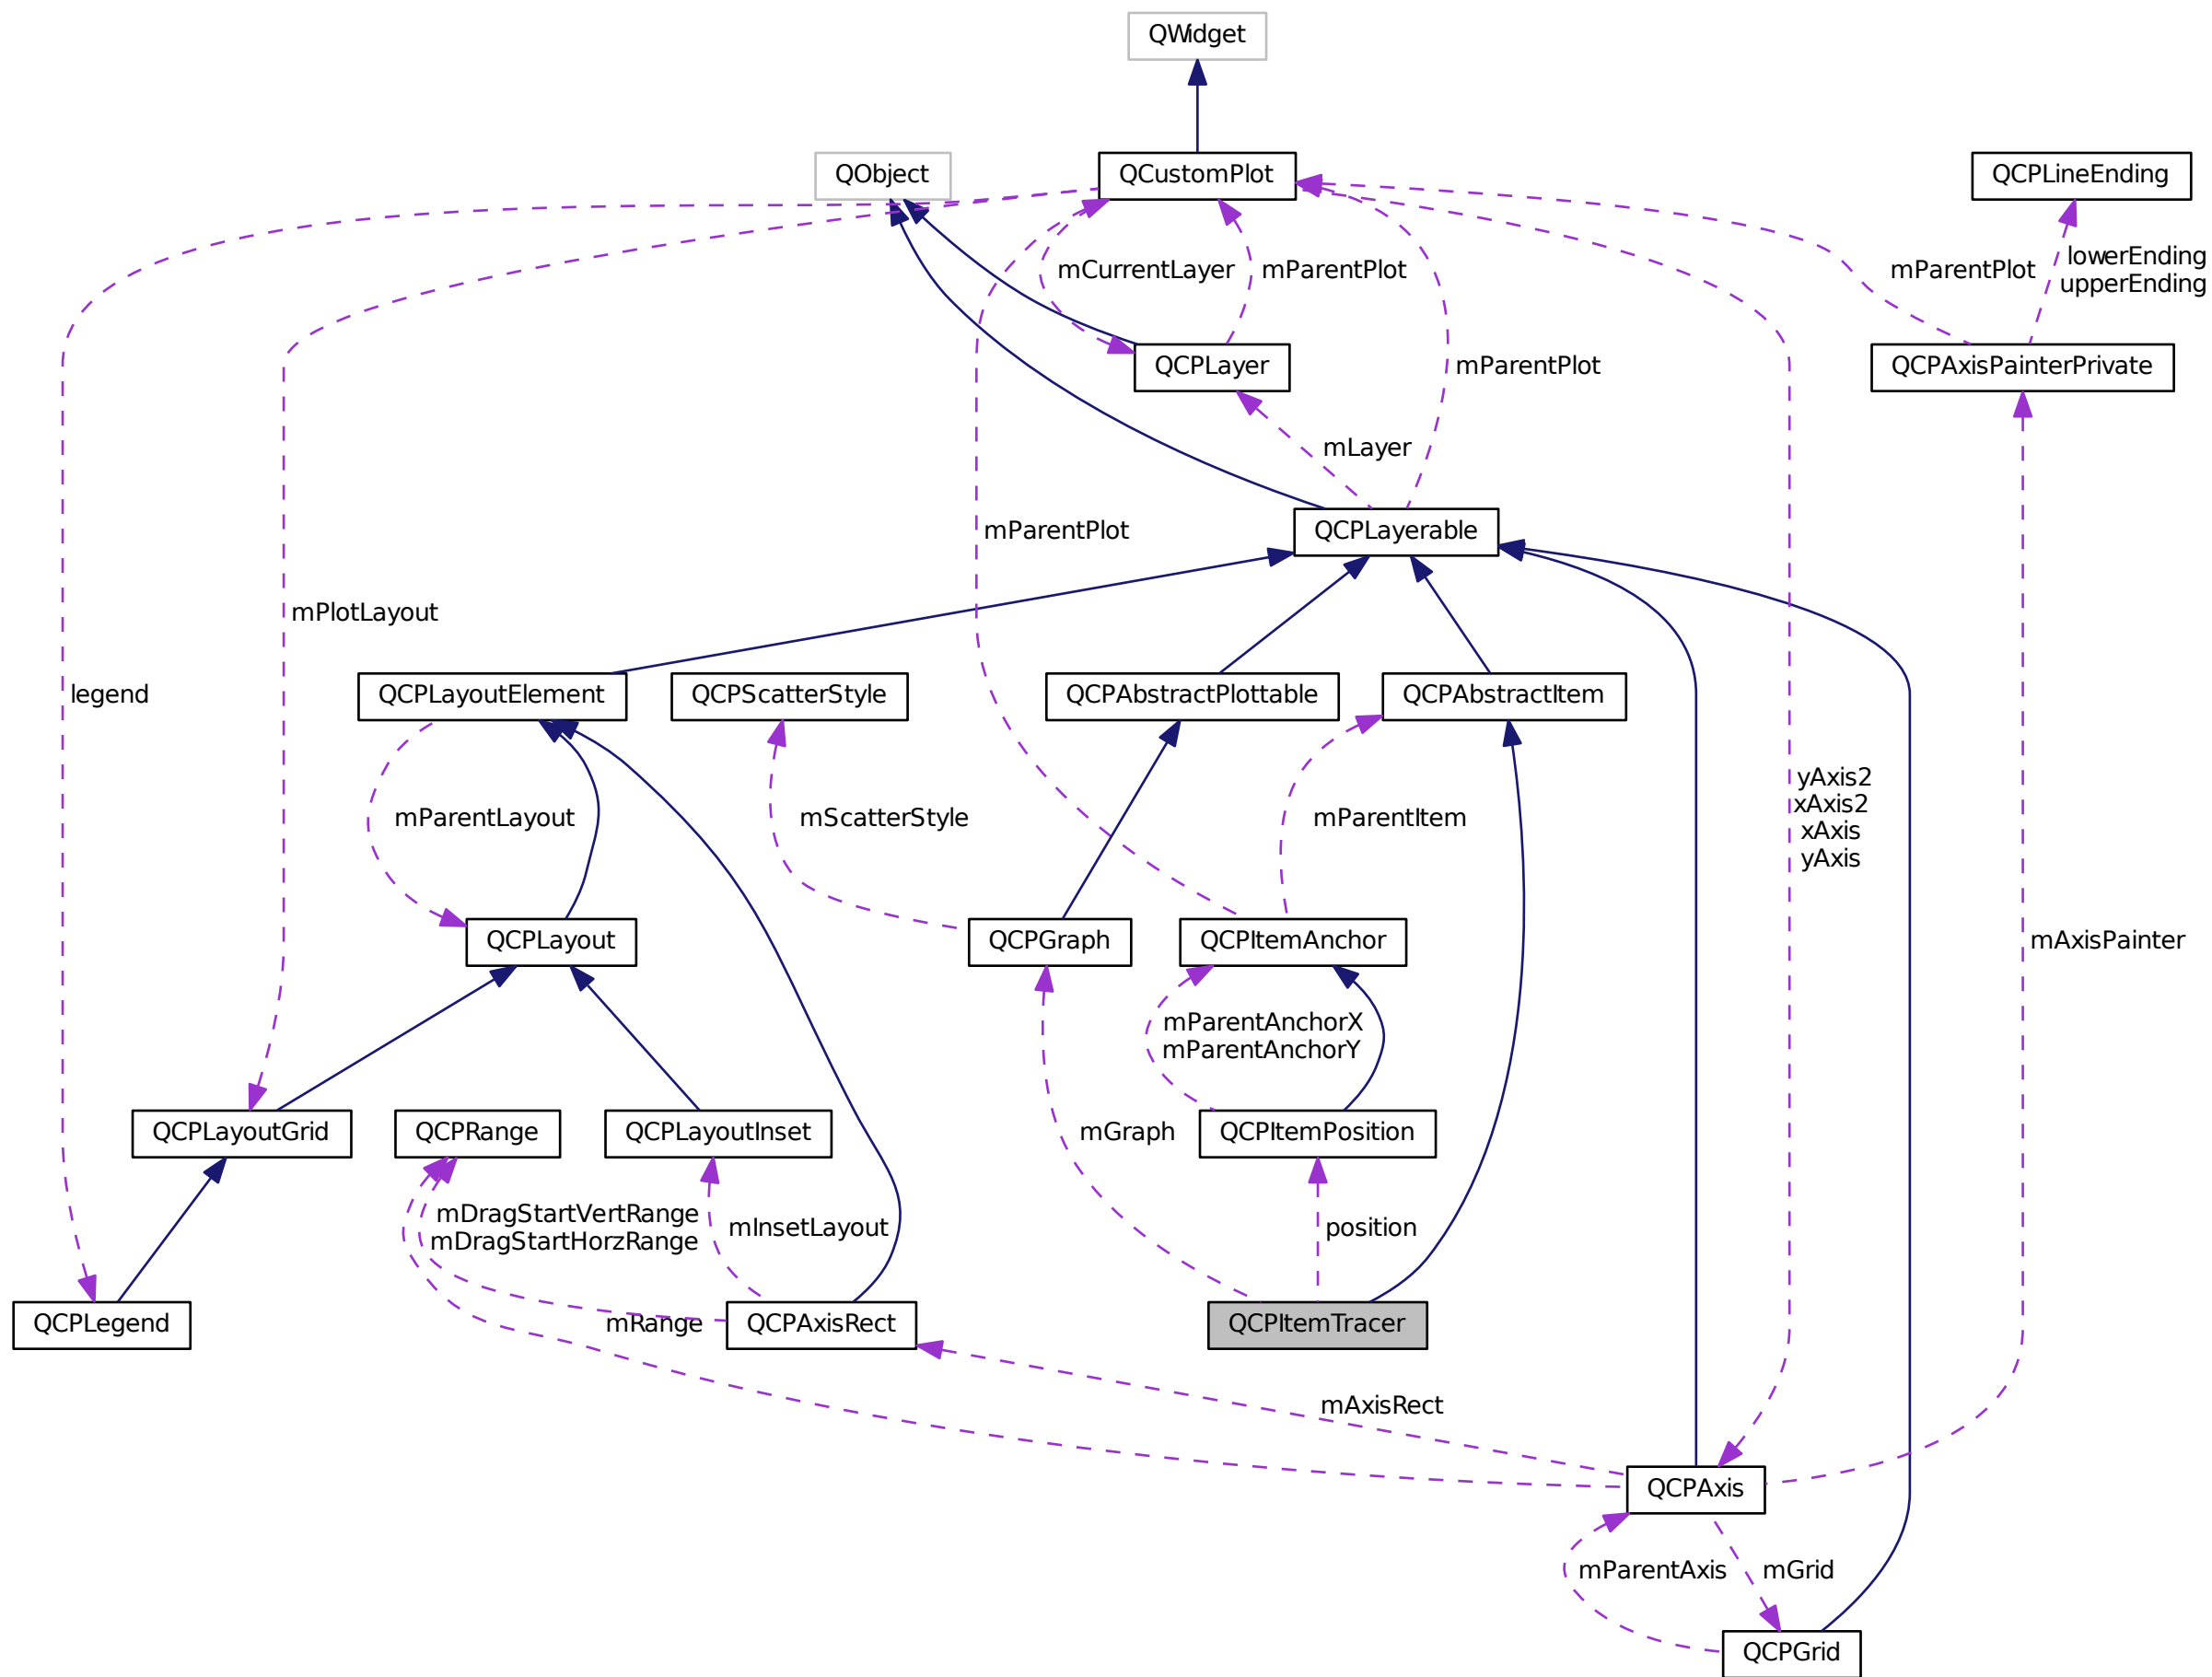 QWidget
QObject
QCustomPlot
QCPLineEnding
mCurrentLayer
mParentPlot
mParentPlot
lowerEnding
upperEnding
QCPLayer
mParentPlot
QCPAxisPainterPrivate
mLayer
mParentPlot
QCPLayerable
mPlotLayout
legend
QCPLayoutElement
QCPScatterStyle
QCPAbstractPlottable
QCPAbstractItem
yAxis2
xAxis2
xAxis
yAxis
mParentLayout
mScatterStyle
mParentItem
QCPLayout
QCPGraph
QCPItemAnchor
mAxisPainter
mParentAnchorX
mParentAnchorY
QCPLayoutGrid
QCPRange
QCPLayoutInset
mGraph
QCPItemPosition
mDragStartVertRange
mDragStartHorzRange
mInsetLayout
position
QCPLegend
mRange
QCPAxisRect
QCPItemTracer
mAxisRect
QCPAxis
mParentAxis
mGrid
QCPGrid